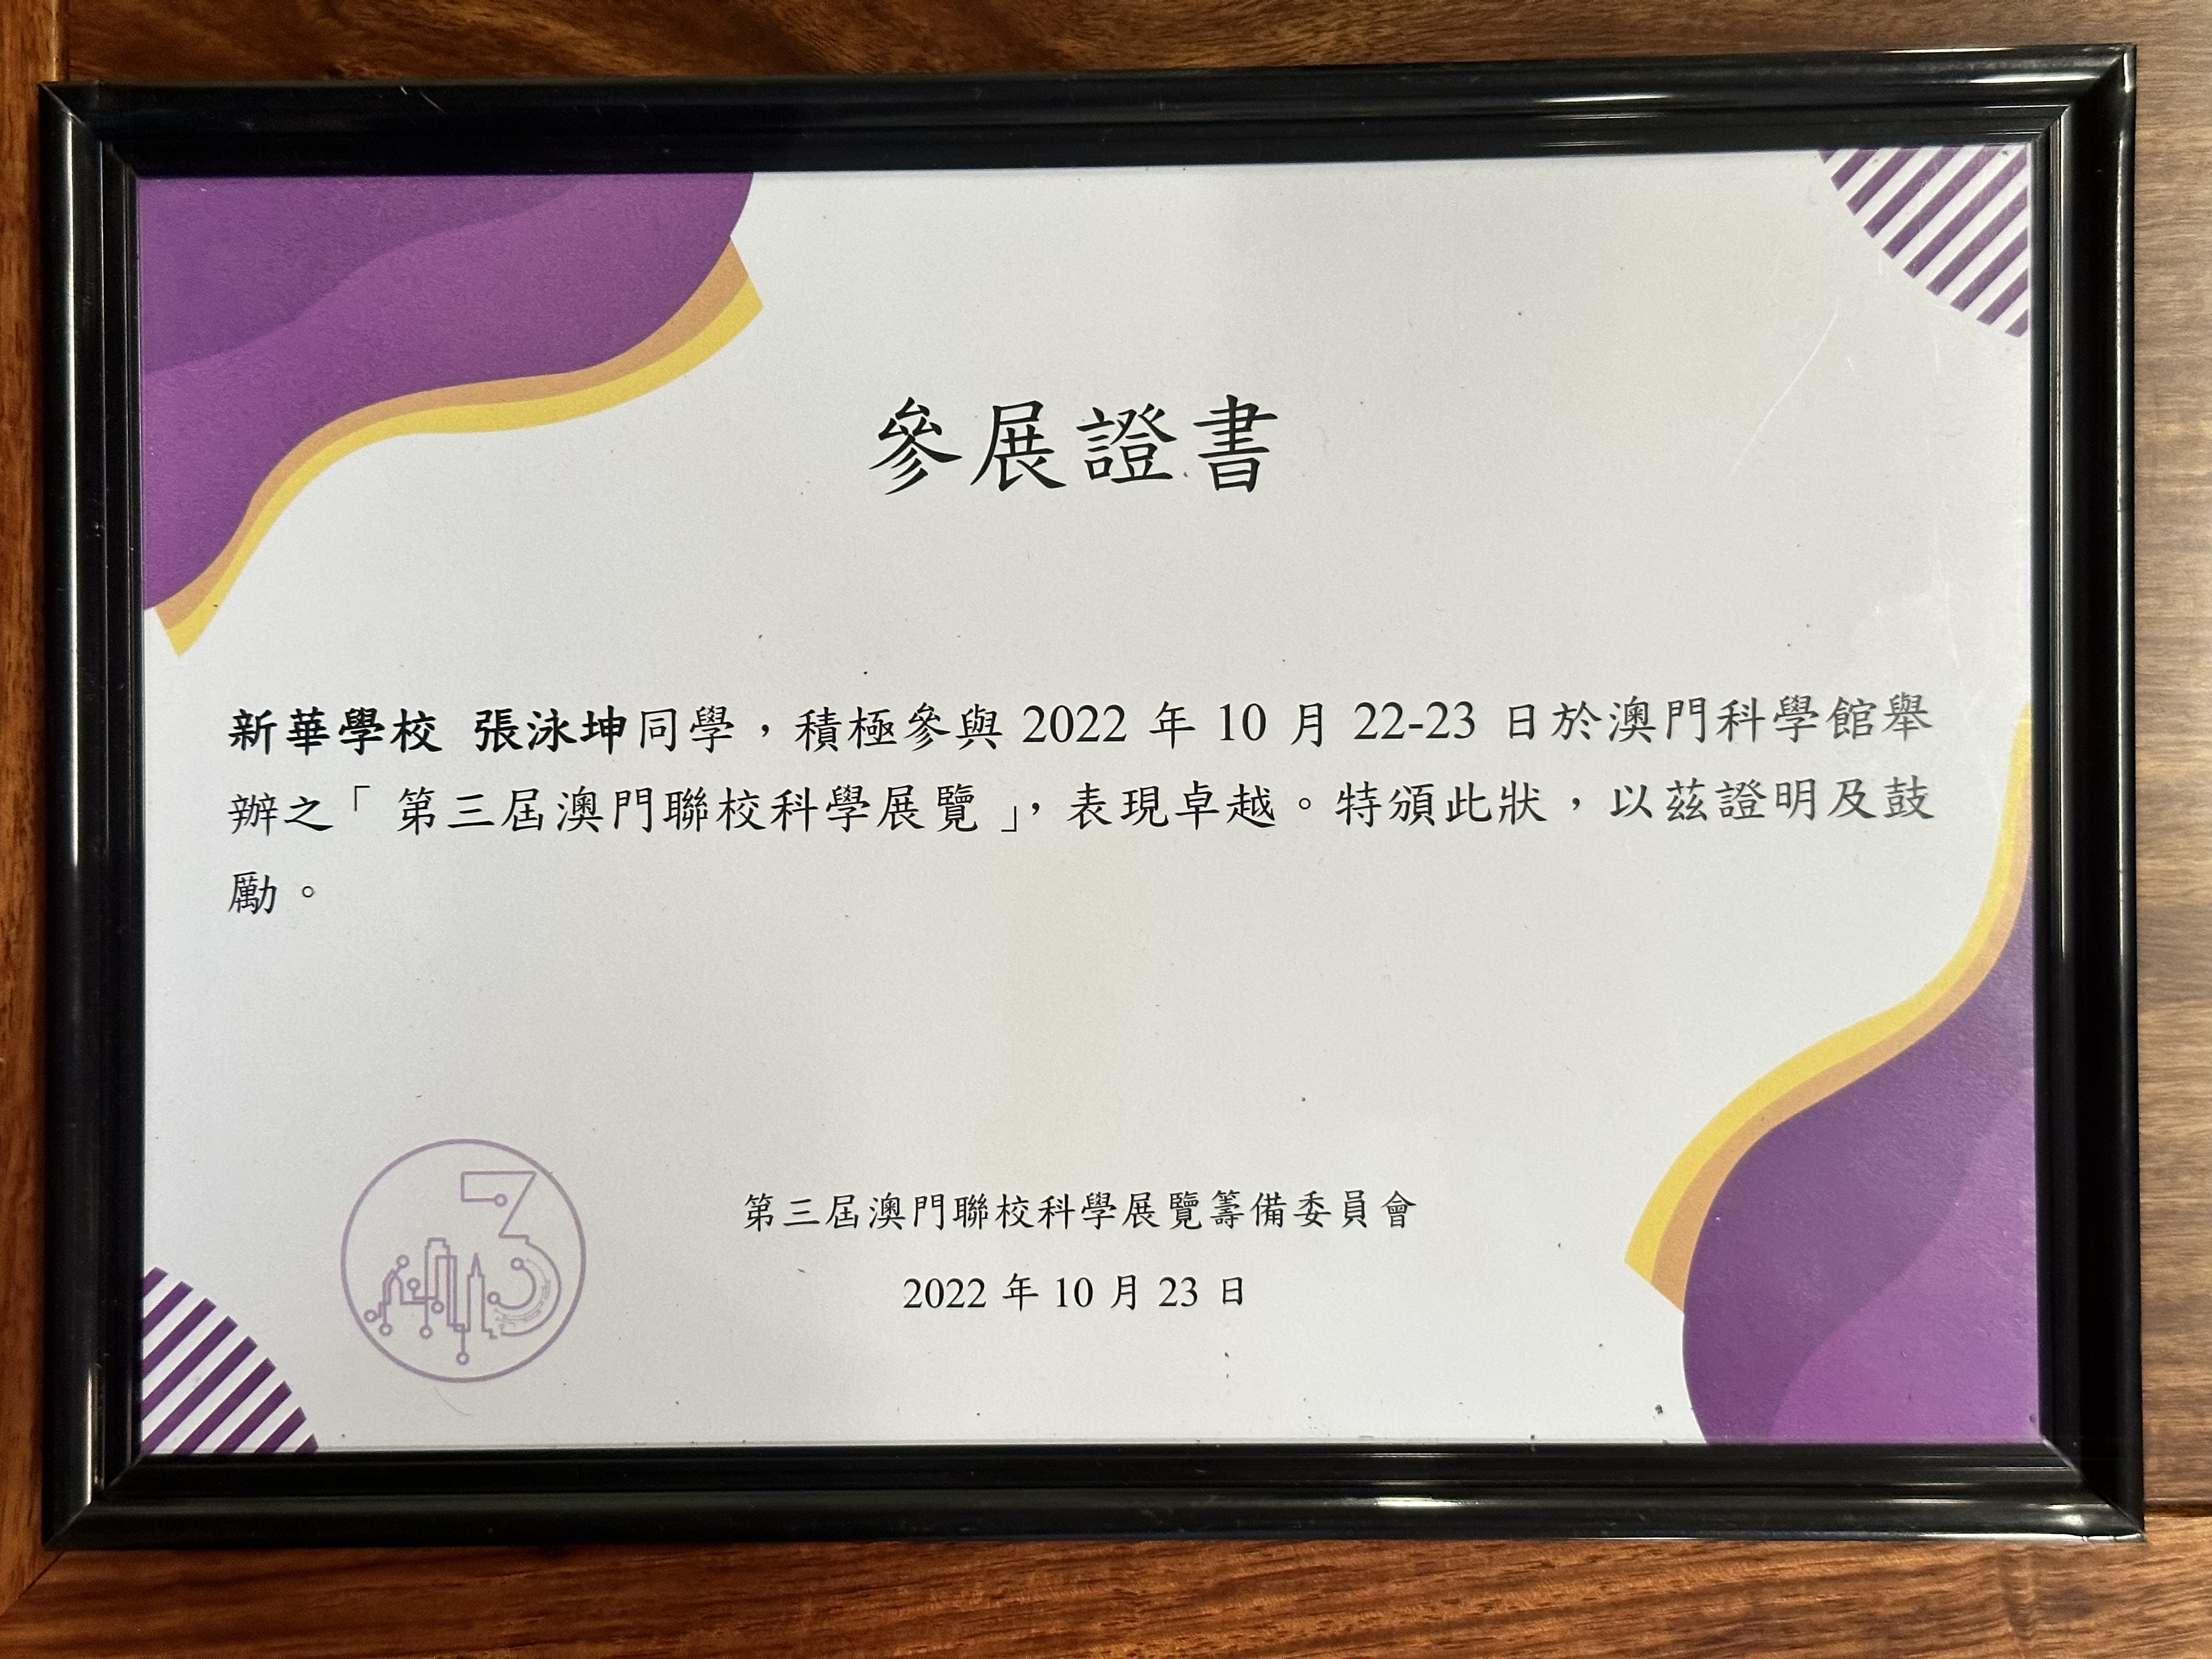 參展證書
新華學校 張泳坤同學，積極參與 2022 年 10 月 22-23 日於澳門科學館舉
辦之「 第三屆澳門聯校科學展覽 」，表現卓越。特頒此狀，以茲證明及鼓
勵。
3
第三屆澳門聯校科學展覽籌備委員會
2022 年 10 月 23 日